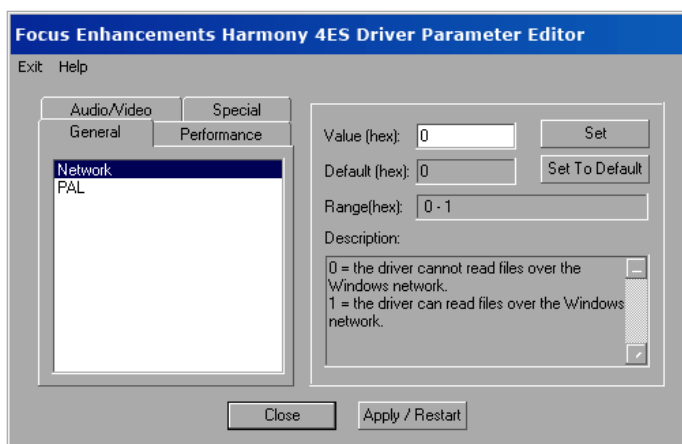 Focus Enhancements Harmony 4ES Driver Parameter Editor
Exit Help
Audio/Video Special
General Performance
Network
PAL
Value (hex): 0 Set
Default (hex): 0 Set To Default
Range(hex): 0 - 1
Description:
0 = the driver cannot read files over the
Windows network.
1 = the driver can read files over the Windows
network.
Close Apply / Restart